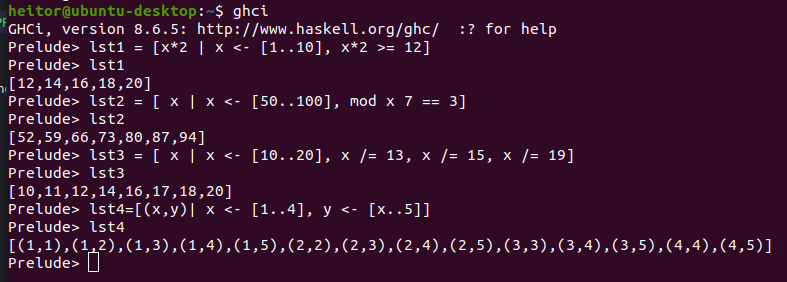 heitor@ubuntu-desktop:~$ ghci
GHCi, version 8.6.5: http://www.haskell.org/ghc/  :? for help
Prelude> lst1 = [x*2 | x <- [1..10], x*2 >= 12]
Prelude> lst1
[12,14,16,18,20]
Prelude> lst2 = [ x | x <- [50..100], mod x 7 == 3]
Prelude> lst2
[52,59,66,73,80,87,94]
Prelude> lst3 = [ x | x <- [10..20], x /= 13, x /= 15, x /= 19]
Prelude> lst3
[10,11,12,14,16,17,18,20]
Prelude> lst4=[(x,y)| x <- [1..4], y <- [x..5]]
Prelude> lst4
[(1,1),(1,2),(1,3),(1,4),(1,5),(2,2),(2,3),(2,4),(2,5),(3,3),(3,4),(3,5),(4,4),(4,5)]
Prelude>